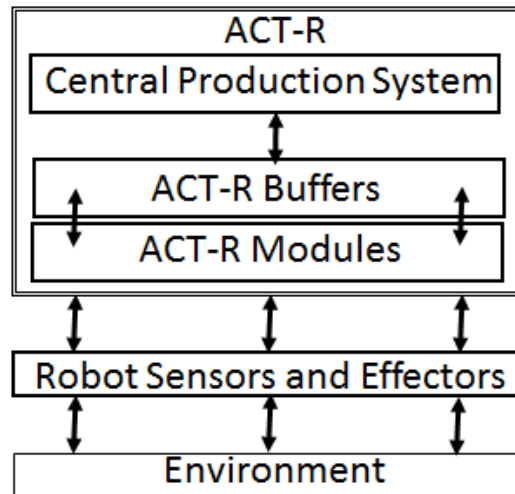 ACT-R
Central Production System
ACT-R Buffers
ACT-R Modules
Robot Sensors and Effectors
Environment